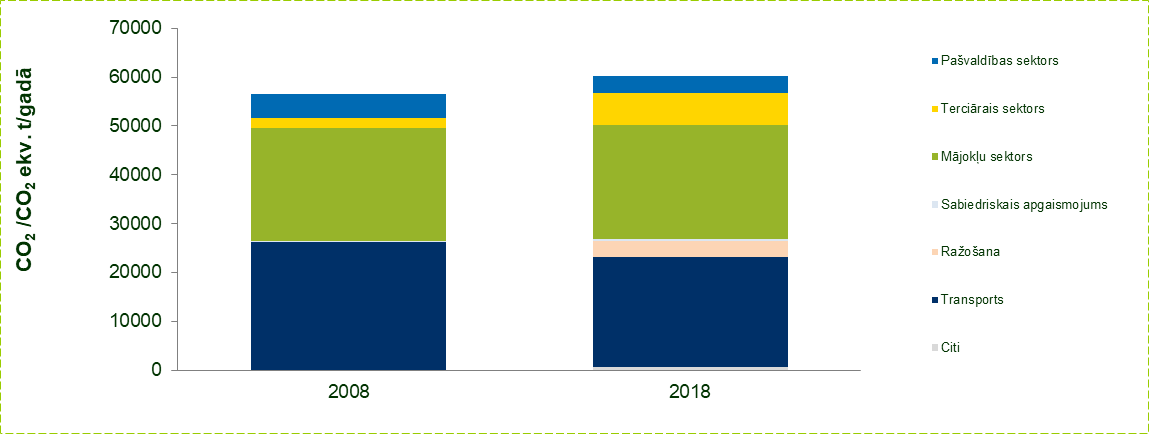 CO2 /CO2 ekv. t/gadā
70000
60000
50000
40000
30000
20000
10000
0
2008
2018
Pašvaldības sektors
Terciārais sektors
Mājokļu sektors
Sabiedriskais apgaismojums
Ražošana
Transports
Citi